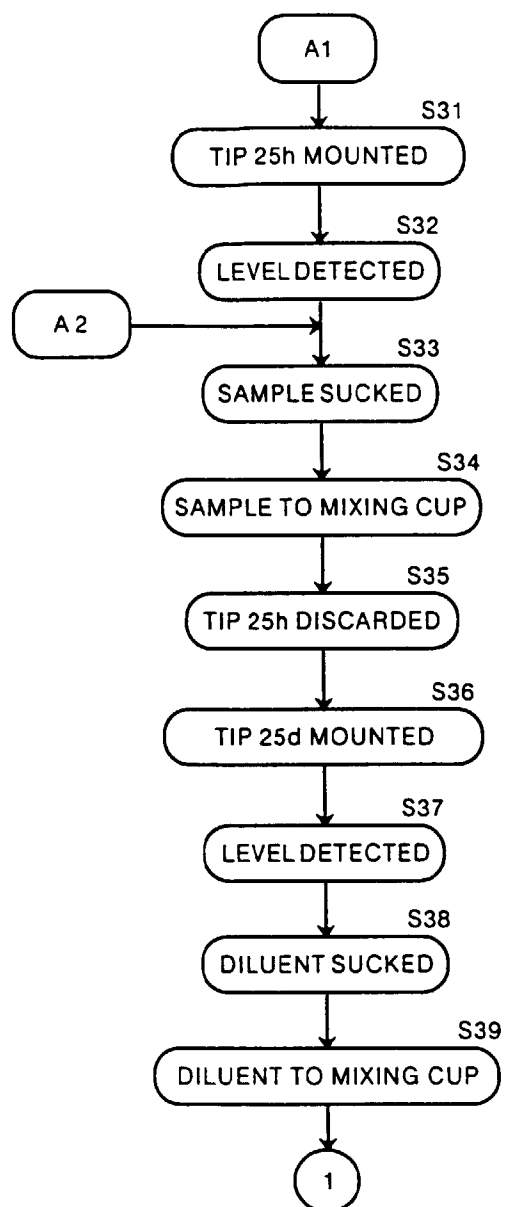 A1
S31
TIP 25h MOUNTED
S32
LEVEL DETECTED
A 2
S33
SAMPLE SUCKED
S34
SAMPLE TO MIXING CUP
S35
TIP 25h DISCARDED
S36
TIP 25d MOUNTED
S37
LEVEL DETECTED
S38
DILUENT SUCKED
S39
DILUENT TO MIXING CUP
1